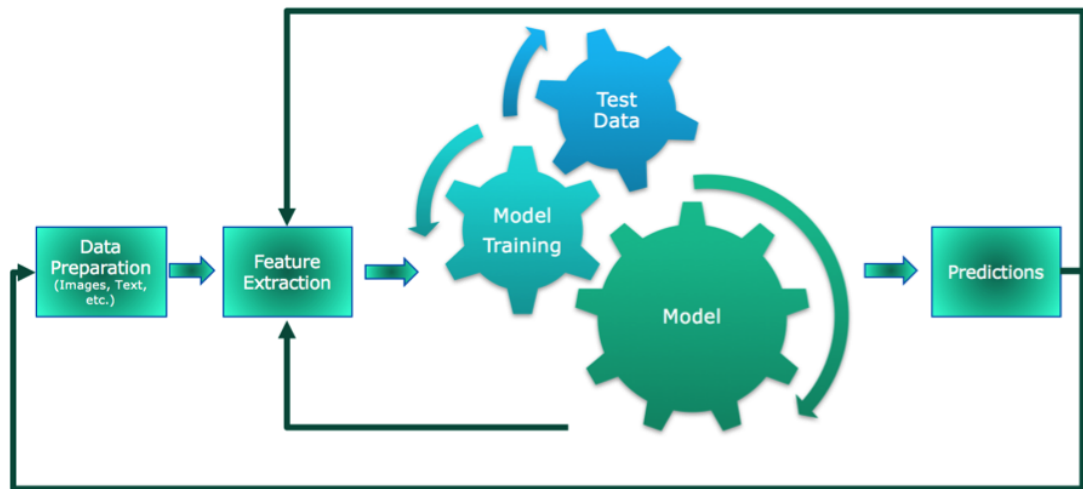 Test
Data
Model
Training
Data
Preparation
(Images, Text,
etc.)
Feature
Extraction
Model
Predictions